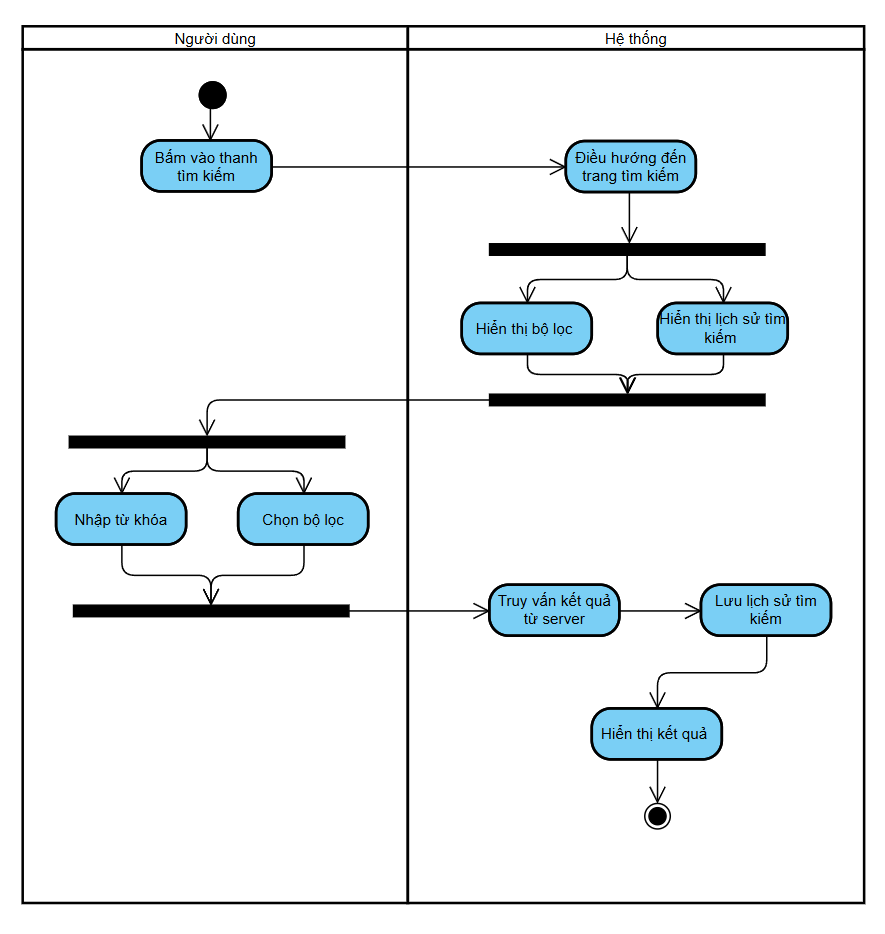 Người dùng
Hệ thống
Bấm vào thanh
tìm kiếm
Điều hướng đến
trang tìm kiếm
Hiển thị bộ lọc
Hiển thị lịch sử tìm
kiếm
Nhập từ khóa
Chọn bộ lọc
Truy vấn kết quả
từ server
Lưu lịch sử tìm
kiếm
Hiển thị kết quả